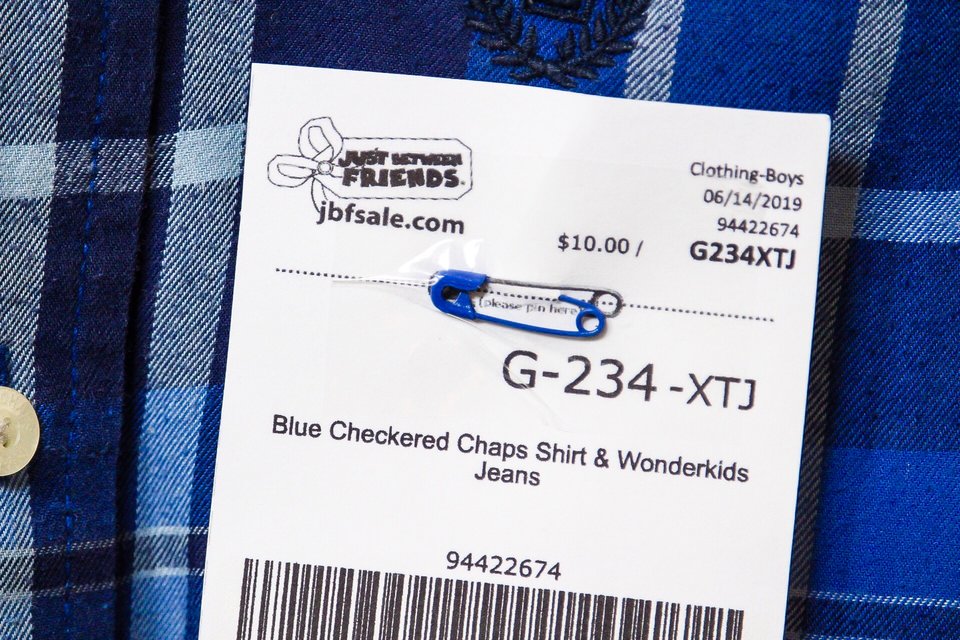 JUST BETWEEN
FRIENDS®
jbfsale.com
Clothing-Boys
06/14/2019
94422674
$10.00 / G234XTJ
(please pin here)
G-234 -XTJ
Blue Checkered Chaps Shirt & Wonderkids
Jeans
94422674